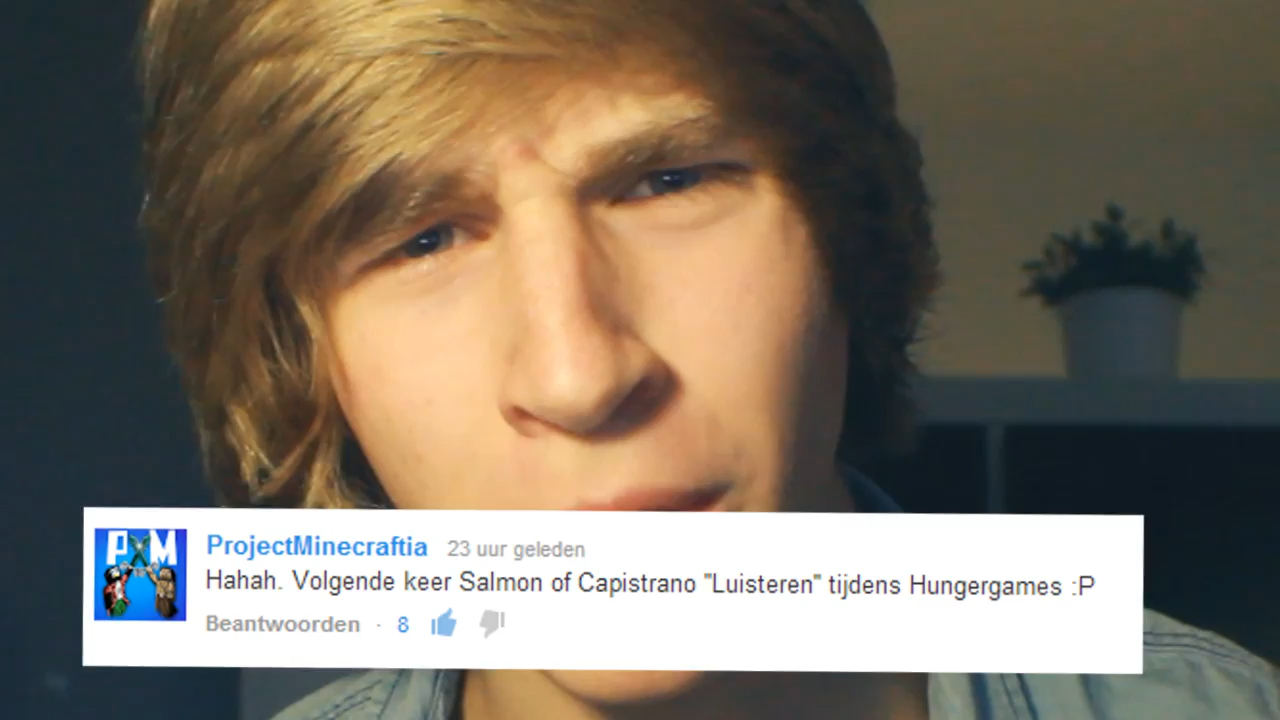 P M
ProjectMinecraftia 23 uur geleden
Hahah. Volgende keer Salmon of Capistrano "Luisteren" tijdens Hungergames :P
Beantwoorden · 8